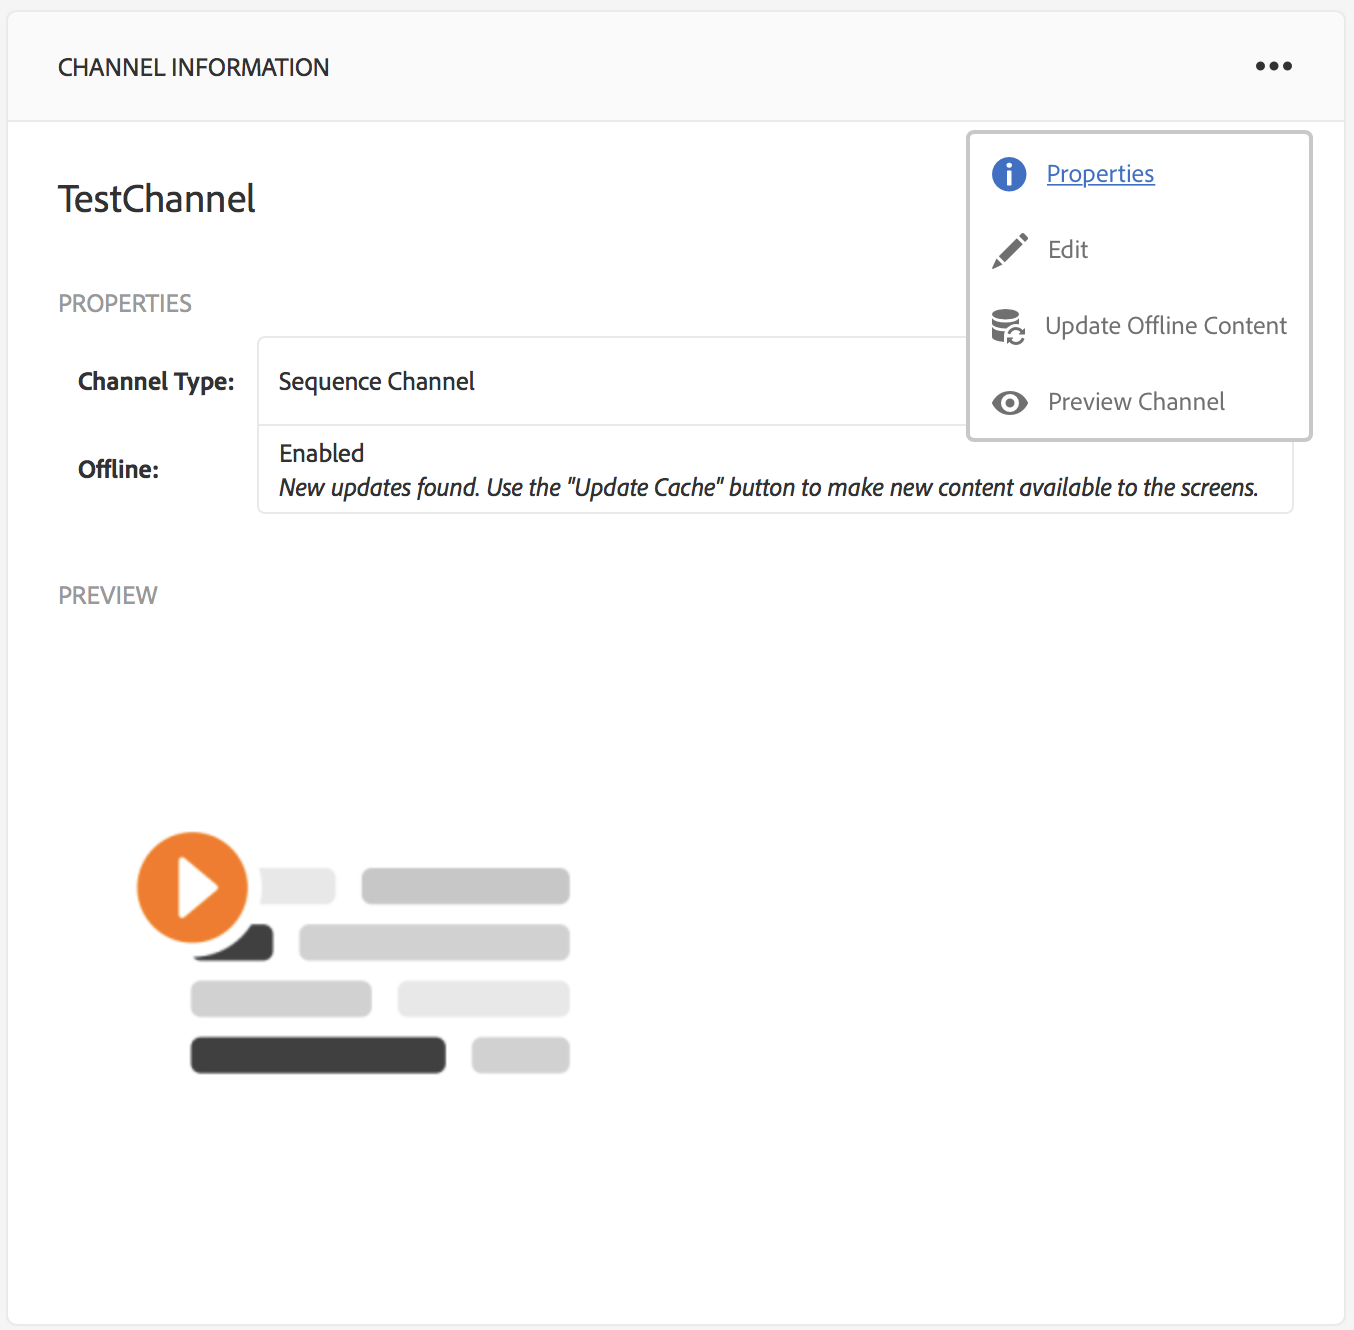 CHANNEL INFORMATION
TestChannel
Properties
Edit
Update Offline Content
Preview Channel
PROPERTIES
Channel Type:
Sequence Channel
Offline:
Enabled
New updates found. Use the "Update Cache" button to make new content available to the screens.
PREVIEW